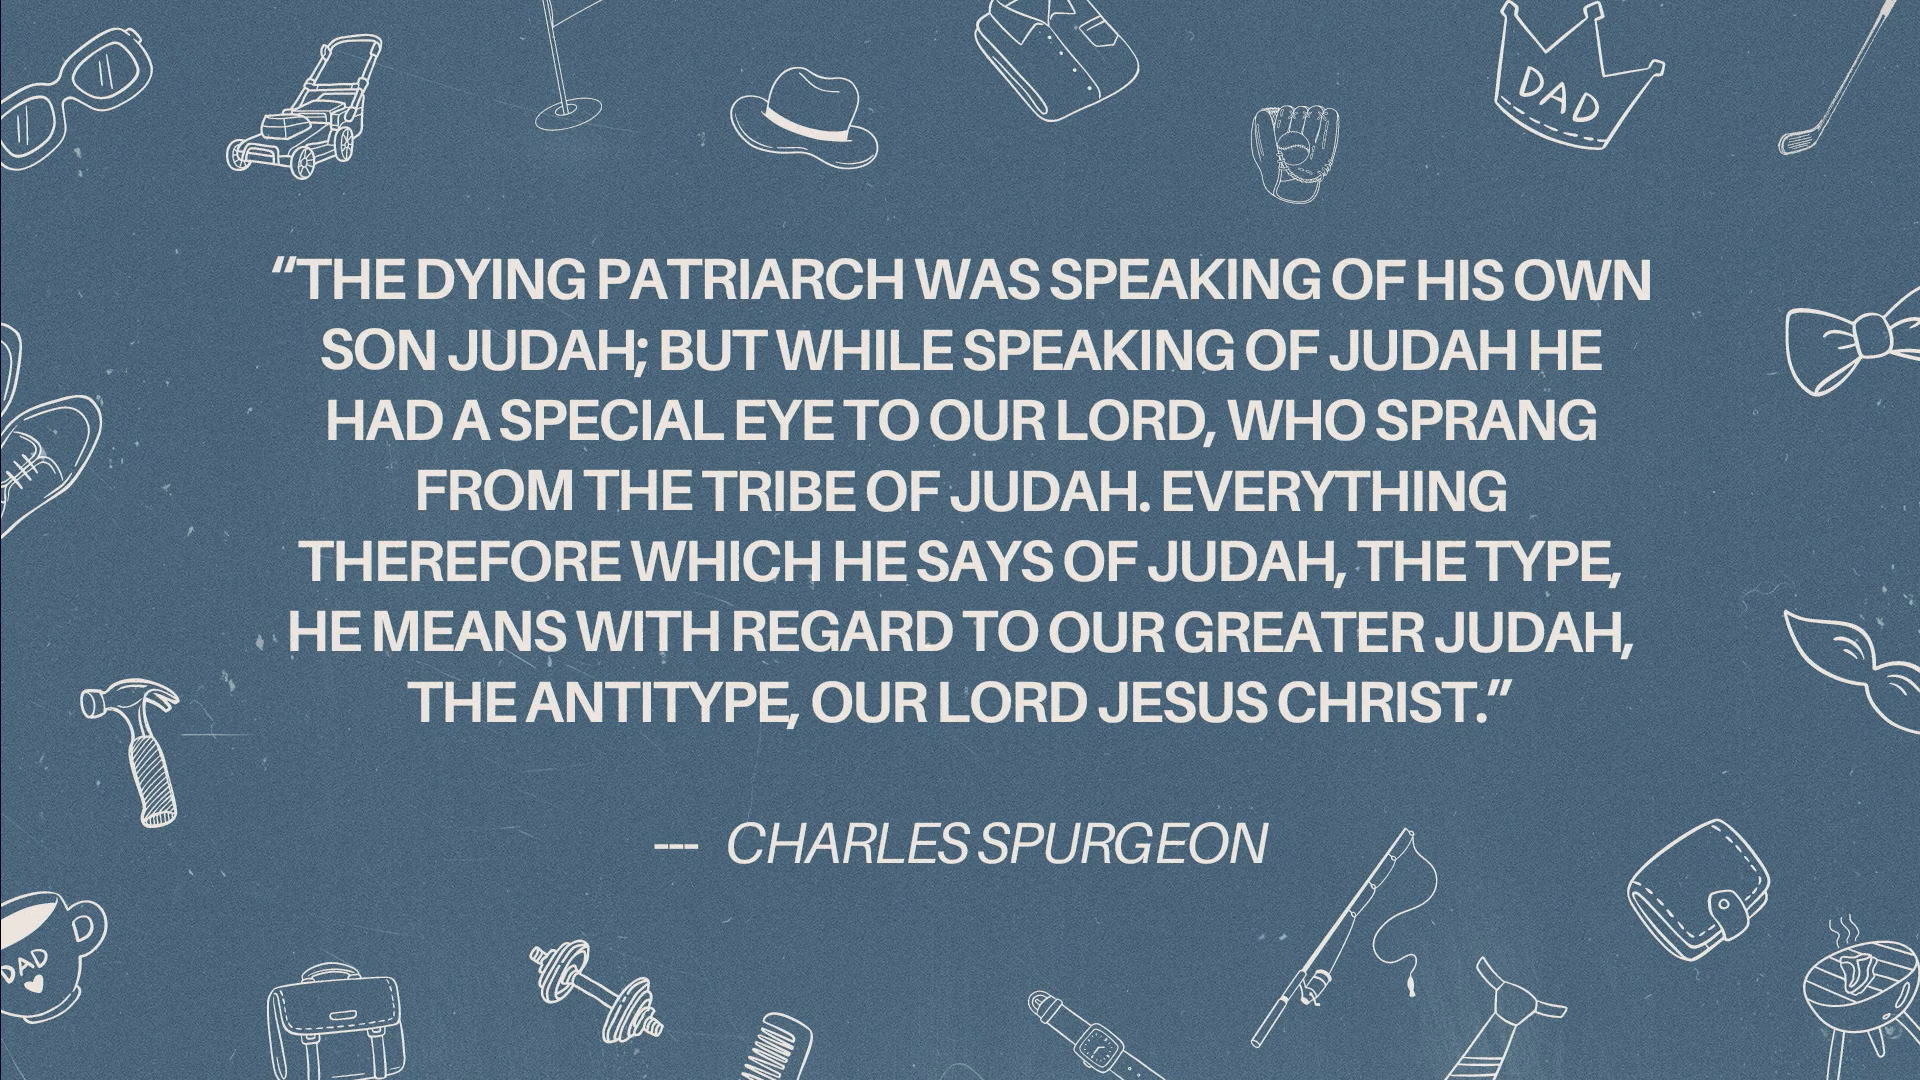 DAD
“THE DYING PATRIARCH WAS SPEAKING OF HIS OWN
SON JUDAH; BUT WHILE SPEAKING OF JUDAH HE
HAD A SPECIAL EYE TO OUR LORD, WHO SPRANG
FROM THE TRIBE OF JUDAH. EVERYTHING
THEREFORE WHICH HE SAYS OF JUDAH, THE TYPE,
HE MEANS WITH REGARD TO OUR GREATER JUDAH,
THE ANTITYPE, OUR LORD JESUS CHRIST.”
--- CHARLES SPURGEON
DAD